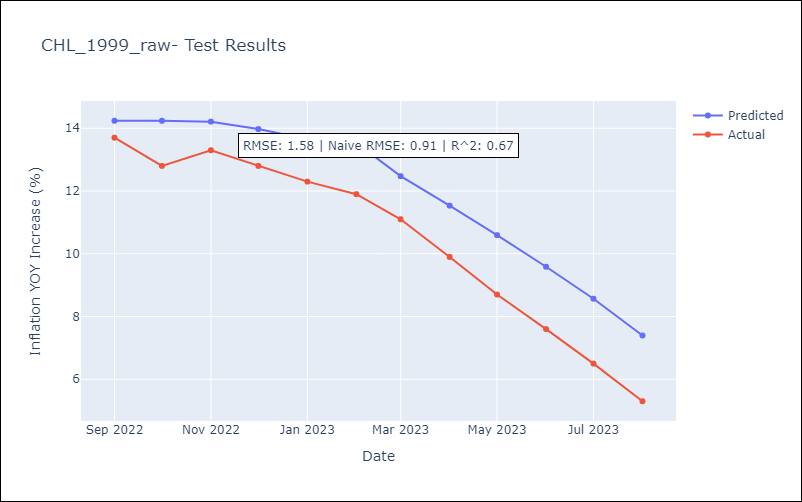 CHL_1999_raw- Test Results
Predicted
Actual
RMSE: 1.58 | Naive RMSE: 0.91 | R^2: 0.67
Inflation YOY Increase (%)
14
12
10
8
6
Sep 2022
Nov 2022
Jan 2023
Mar 2023
May 2023
Jul 2023
Date